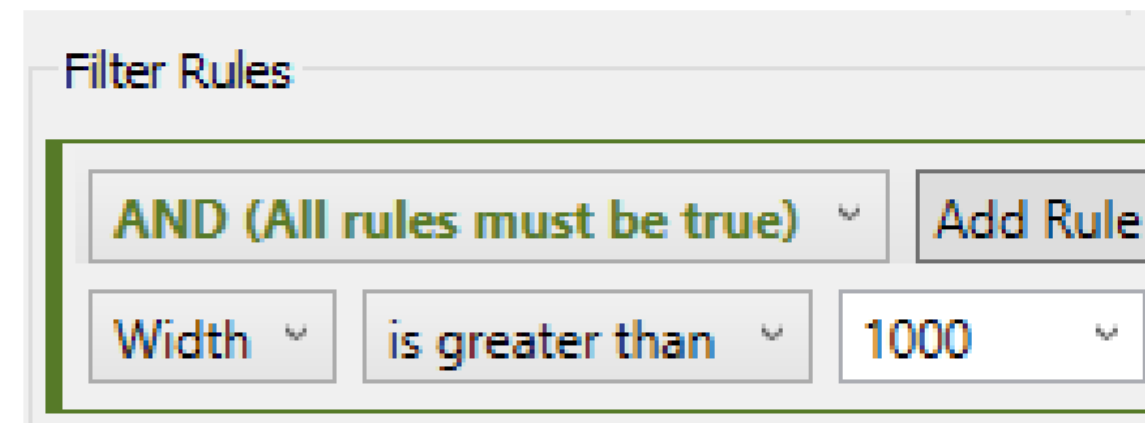 Filter Rules
AND (All rules must be true) Add Rule
Width is greater than 1000